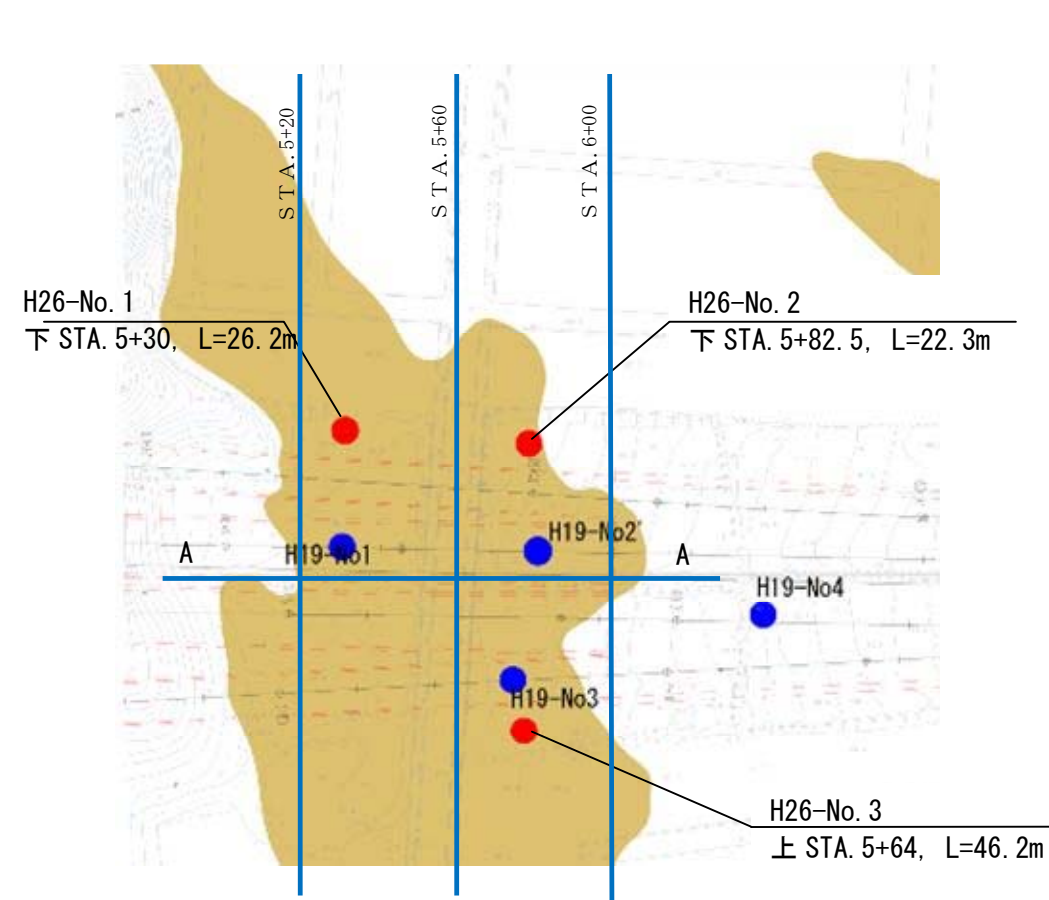 STA.5+20
STA.5+60
STA.6+00
H26-No.1
下 STA.5+30, L=26.2m
H26-No.2
下 STA.5+82.5, L=22.3m
H19-No1
H19-No2'
A
A
H19-No4
H19-No3
H26-No.3
上 STA.5+64, L=46.2m